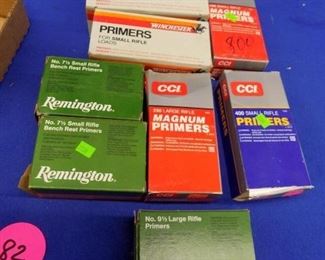 WINCHESTER
PRIMERS
FOR SMALL RIFLE
LOADS
MAGNUM
PRIMERS
No. 7½ Small Rifle
Bench Rest Primers
Remington
CCI
LARGE RIFLE
MAGNUM
PRIMERS
CCI
400 SMALL RIFLE
PRIMERS
No. 7½ Small Rifle
Bench Rest Primers
Remington
No. 9½ Large Rifle
Primers
82